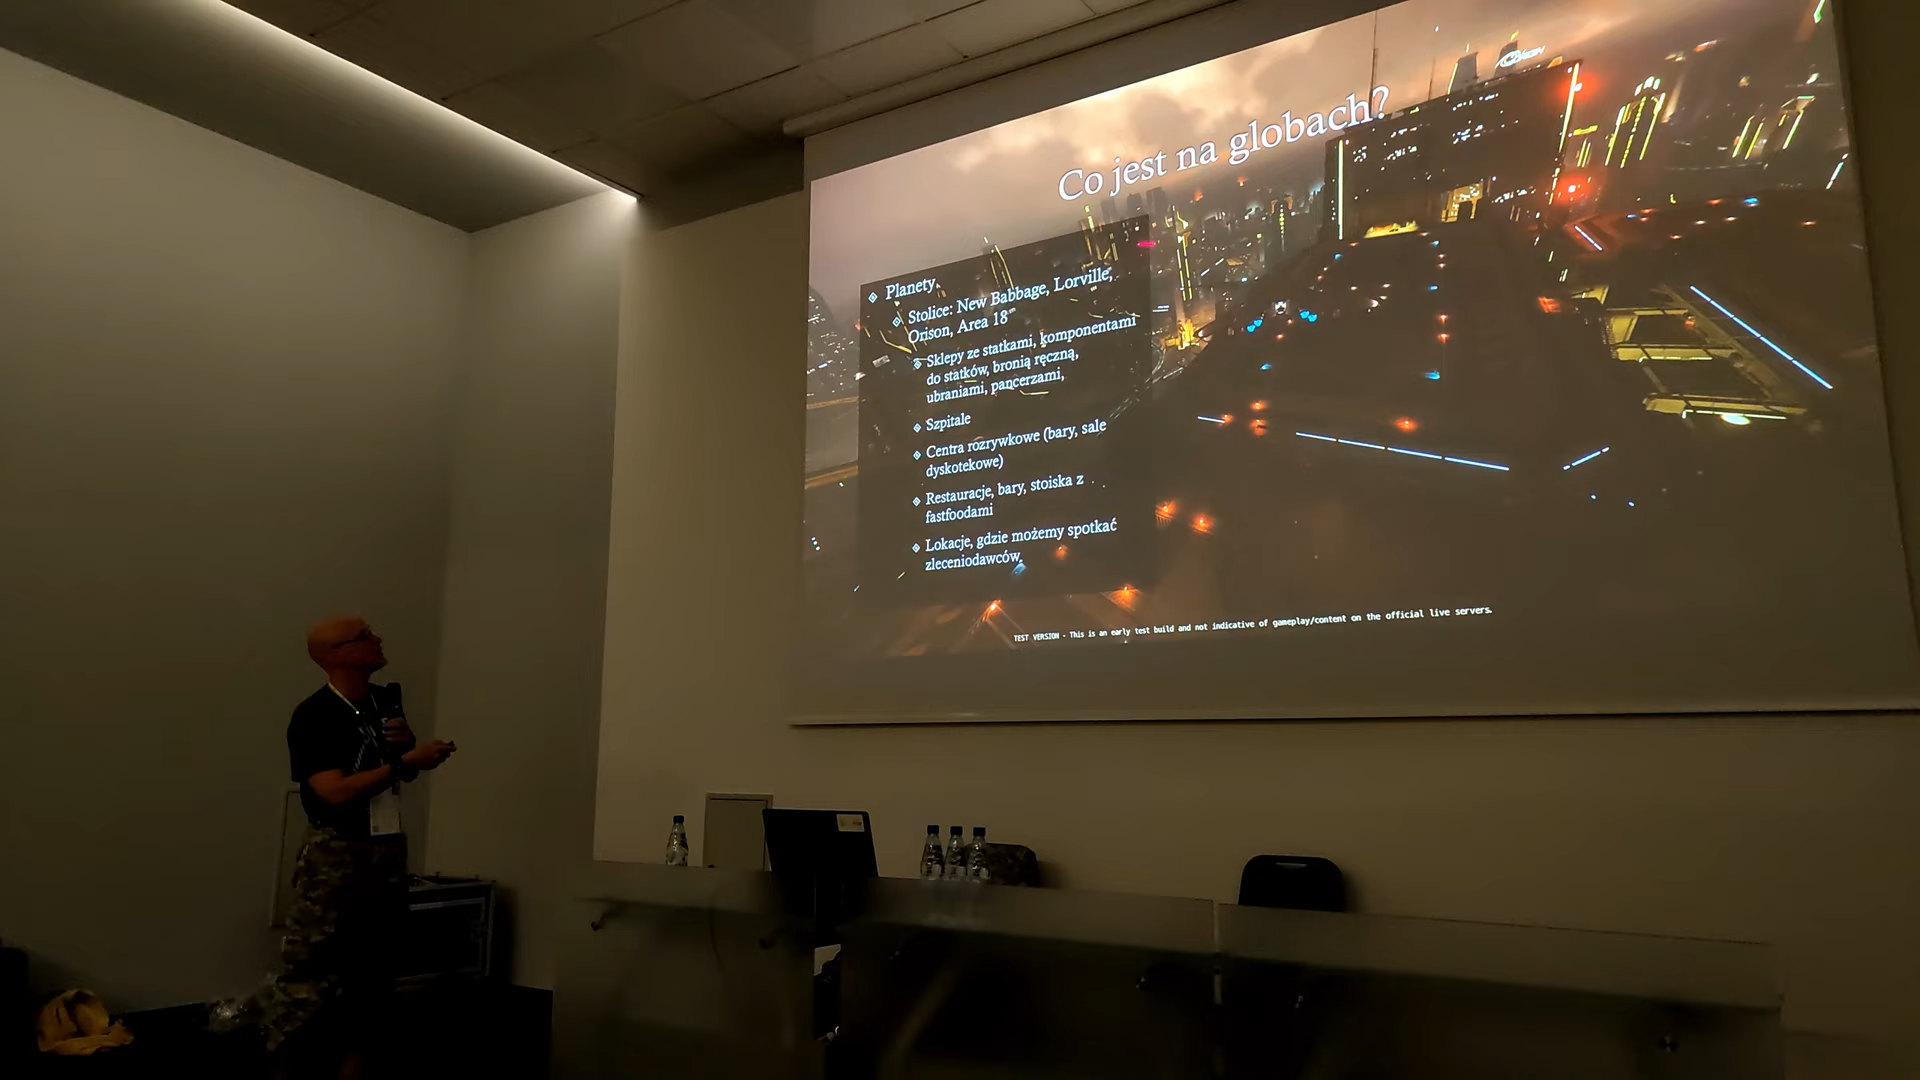 Co jest na globach?
Planety
Stolice: New Babbage, Lorville,
Orison, Area 18
Sklepy ze statkami, komponentami
do statków, bronią ręczną,
ubraniami, pancerzami,
Szpitale
Centra rozrywkowe (bary, sale
dyskotekowe)
Restauracje, bary, stoiska z
fastfoodami
Lokacje, gdzie możemy spotkać
zleceniodawców
TEST VERSION - This is an early test build and not indicative of gameplay/content on the official live servers.